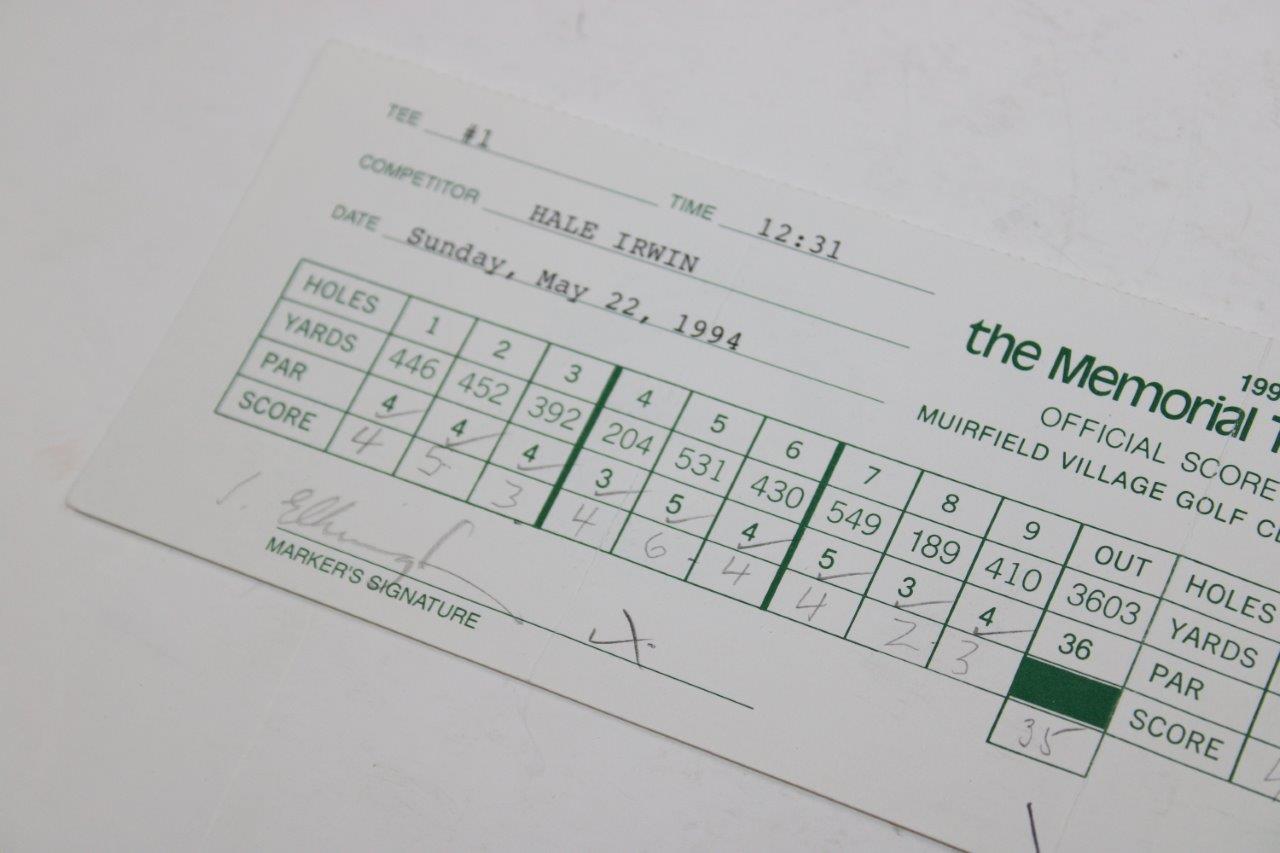 TEE #1 TIME 12:31
COMPETITOR HALE IRWIN
DATE Sunday, May 22, 1994
199
the Memorial T
OFFICIAL SCORE
MUIRFIELD VILLAGE GOLF CL
HOLES 1 2 3 4 5 6 7 8 9 OUT HOLES
YARDS 446 452 392 204 531 430 549 189 410 3603 YARDS
PAR 4 4 4 3 5 4 5 3 4 36 PAR
SCORE 4 5 3 4 6 4 4 2 3 35 SCORE
MARKER'S SIGNATURE